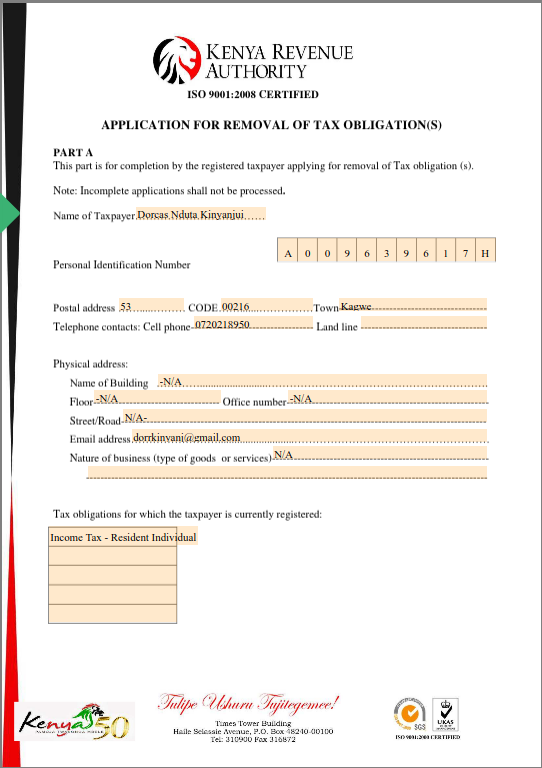 KENYA REVENUE
AUTHORITY
ISO 9001:2008 CERTIFIED
APPLICATION FOR REMOVAL OF TAX OBLIGATION(S)
PART A
This part is for completion by the registered taxpayer applying for removal of Tax obligation (s).
Note: Incomplete applications shall not be processed.
Name of Taxpayer Dorcas Nduta Kinyanjui
A 0 0 9 6 3 9 6 1 7 H
Personal Identification Number
Postal address 53 CODE 00216 Town Kagwe
Telephone contacts: Cell phone 0720218950 Land line
Physical address:
Name of Building -N/A
Floor -N/A Office number -N/A
Street/Road N/A-
Email address dorrkinyani@gmail.com
Nature of business (type of goods or services) N/A
Tax obligations for which the taxpayer is currently registered:
Income Tax - Resident Individual
Tulipe Ushuru Tujitegemee!
Times Tower Building
Haile Selassie Avenue, P.O. Box 48240-00100
Tel: 310900 Fax 316872
Kenya 50
SGS
UKAS
ISO 9001:2000 CERTIFIED